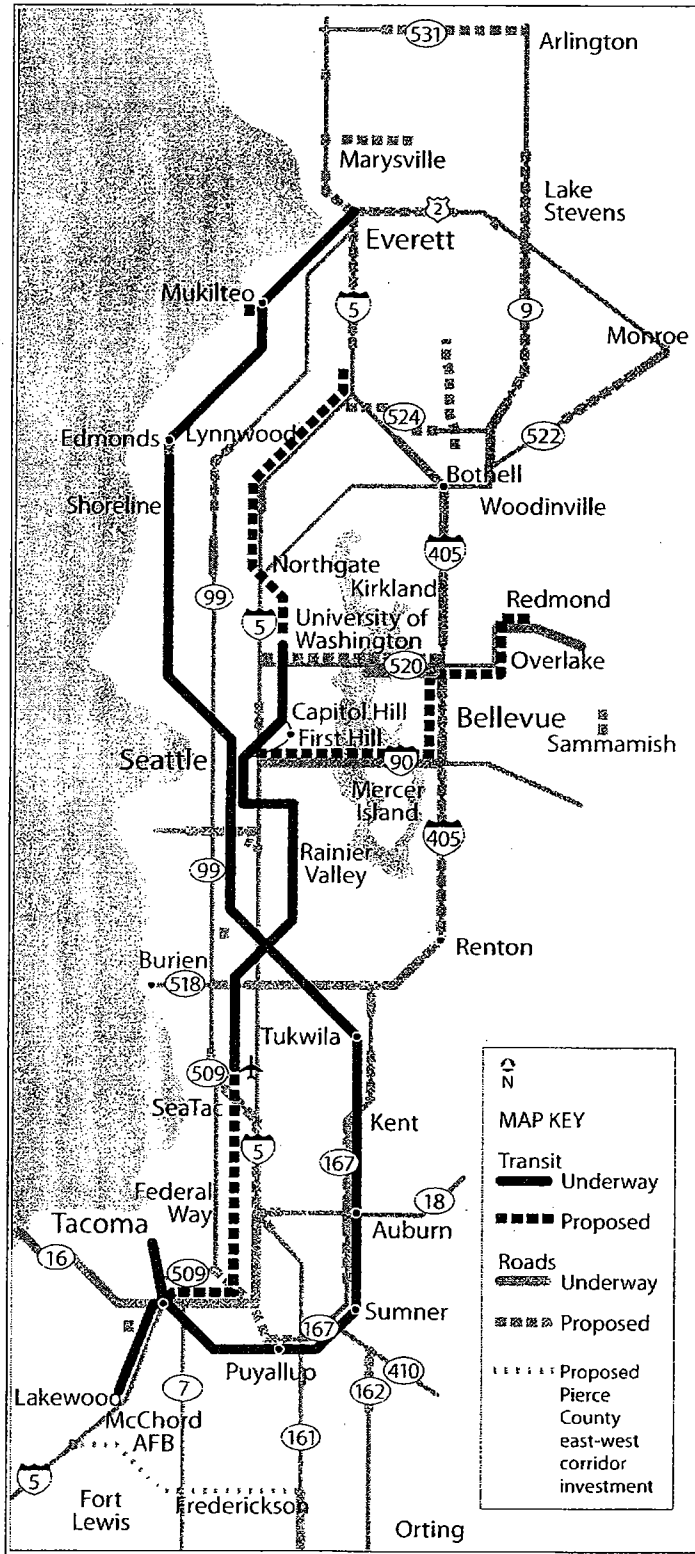 531
Arlington
Marysville
Lake
Stevens
2
Everett
Mukilteo
5
9
Monroe
524
522
Edmonds
Lynnwood
Bothell
Shoreline
Woodinville
405
Northgate
Kirkland
99
Redmond
5
University of
Washington
520
Overlake
Capitol Hill
First Hill
Bellevue
Sammamish
Seattle
90
Mercer
Island
405
Rainier
Valley
99
Renton
Burien
518
Tukwila
509
SeaTac
Kent
5
167
Federal
Way
18
Tacoma
Auburn
16
509
Sumner
167
Puyallup
410
7
162
Lakewood
McChord
AFB
161
5
Fort
Lewis
Frederickson
Orting
N
MAP KEY
Transit
Underway
Proposed
Roads
Underway
Proposed
Proposed
Pierce
County
east-west
corridor
investment